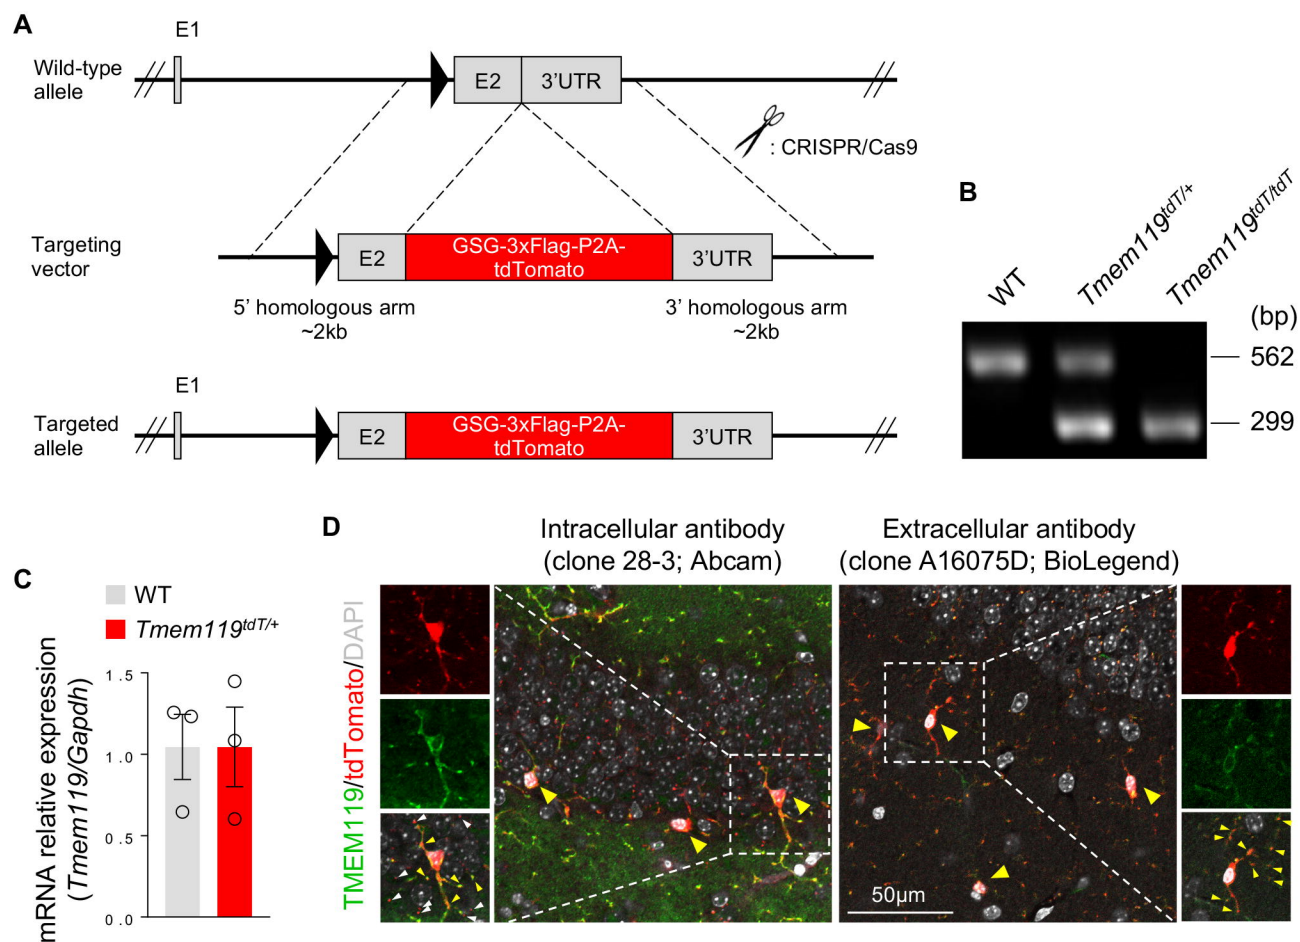 A
E1
Wild-type
allele
E2
3’UTR
: CRISPR/Cas9
Targeting
vector
E2
GSG-3xFlag-P2A-
tdTomato
3’UTR
5’ homologous arm
~2kb
3’ homologous arm
~2kb
E1
Targeted
allele
E2
GSG-3xFlag-P2A-
tdTomato
3’UTR
B
WT
Tmem119tdT/+
Tmem119tdT/tdT
(bp)
562
299
C
WT
Tmem119tdT/+
mRNA relative expression
(Tmem119/Gapdh)
1.5
1.0
0.5
0.0
D
Intracellular antibody
(clone 28-3; Abcam)
Extracellular antibody
(clone A16075D; BioLegend)
TMEM119/tdTomato/DAPI
50μm